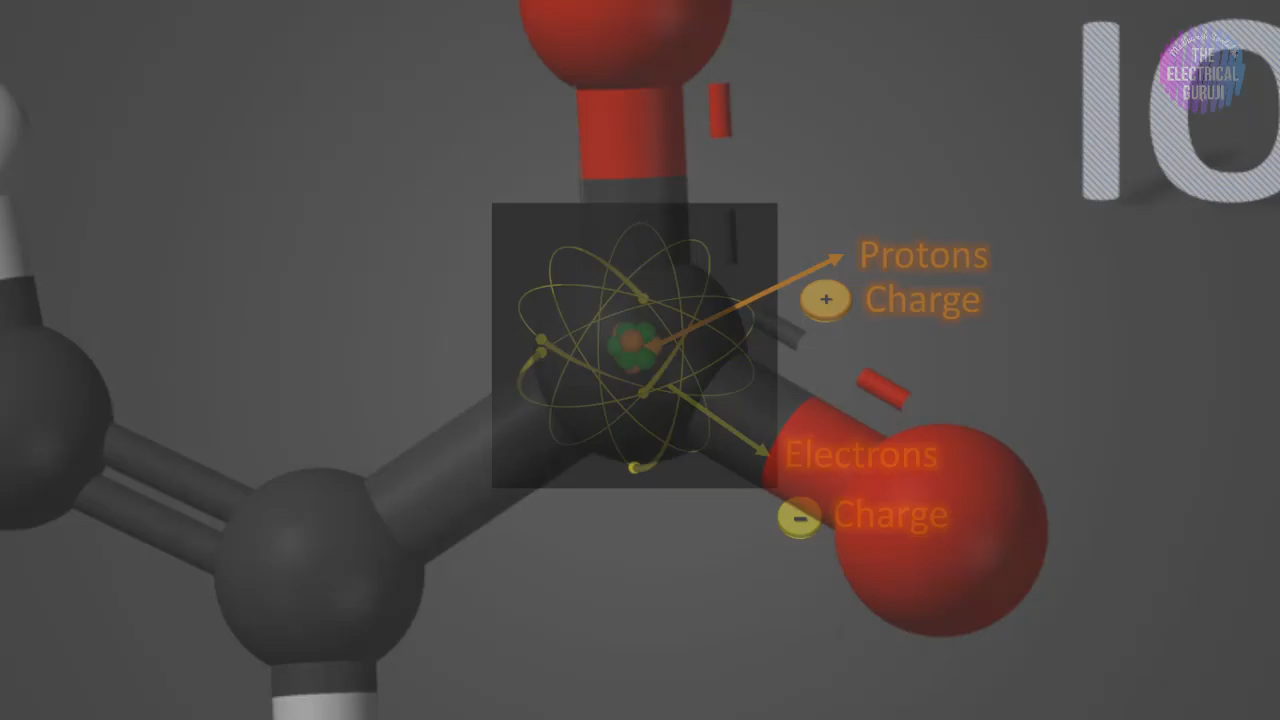 IO
THE
ELECTRICAL
GURUJI
Protons
+ Charge
Electrons
- Charge